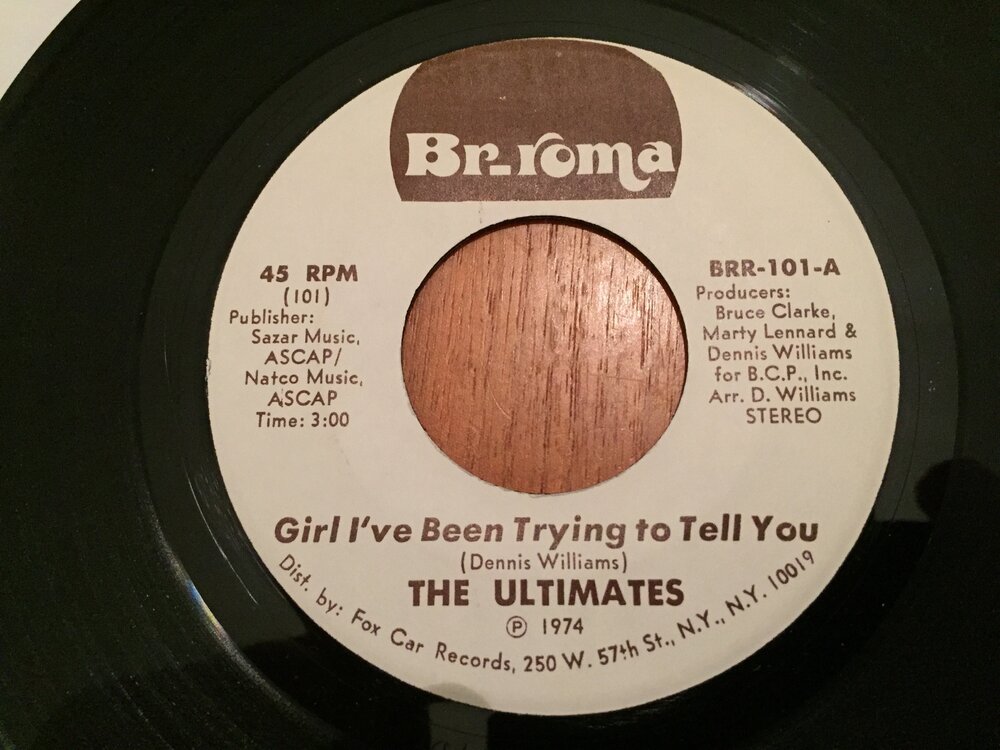 Br-roma
45 RPM
(101)
Publisher:
Sazar Music,
ASCAP/
Natco Music,
ASCAP
Time: 3:00
BRR-101-A
Producers:
Bruce Clarke,
Marty Lennard &
Dennis Williams
for B.C.P., Inc.
Arr. D. Williams
STEREO
Girl I've Been Trying to Tell You
(Dennis Williams)
THE ULTIMATES
℗ 1974
Dist. by: Fox Car Records, 250 W. 57th St., N.Y., N.Y. 10019